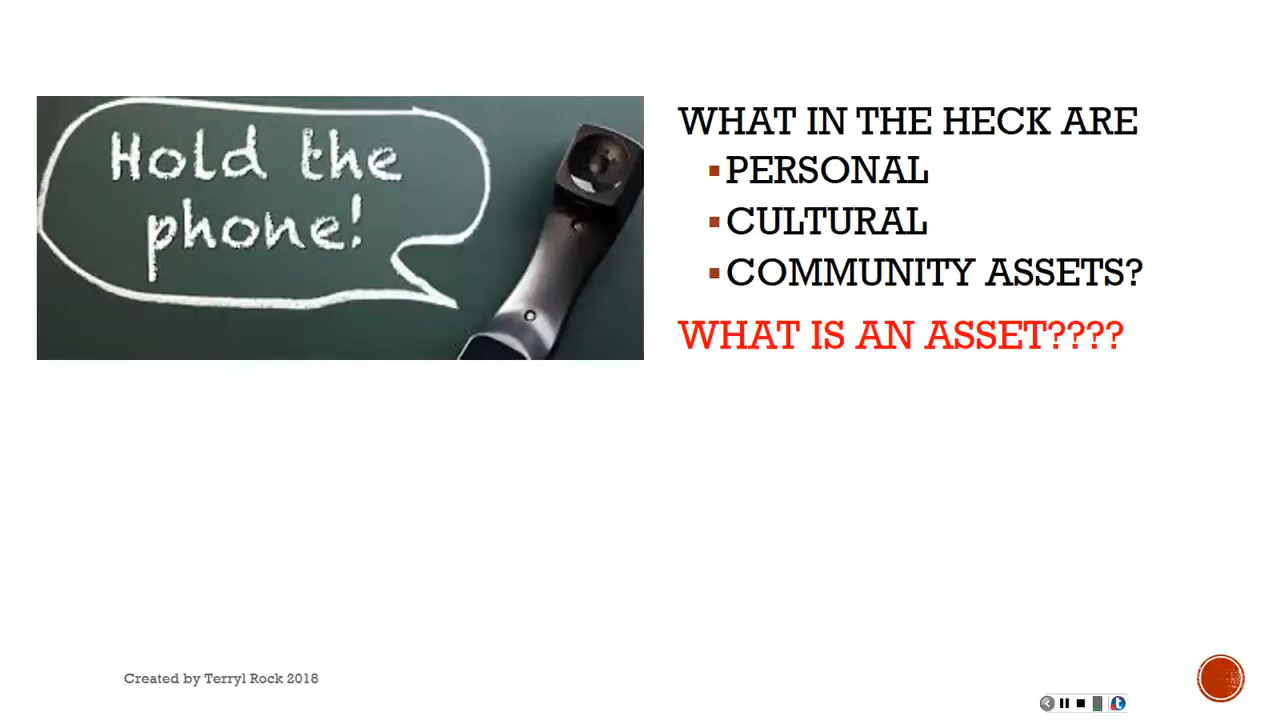 Hold the
phone!
WHAT IN THE HECK ARE
PERSONAL
CULTURAL
COMMUNITY ASSETS?
WHAT IS AN ASSET????
Created by Terryl Rock 2018